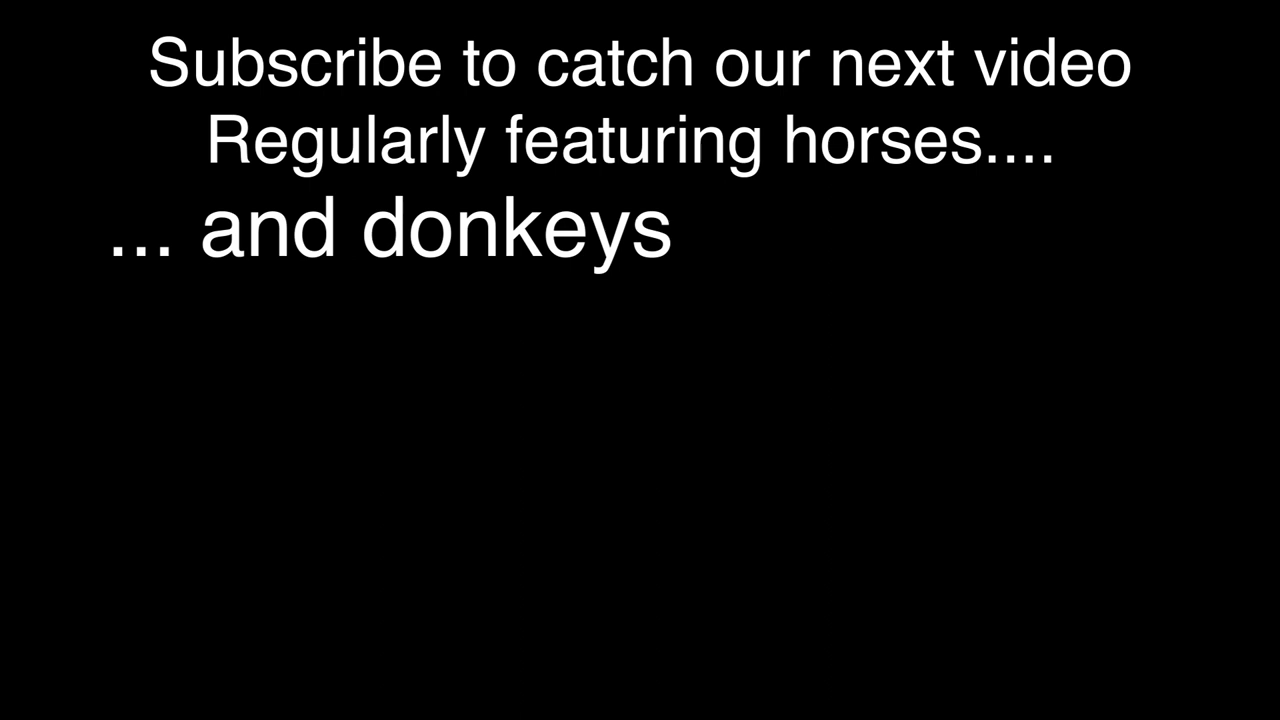 Subscribe to catch our next video
Regularly featuring horses....
... and donkeys